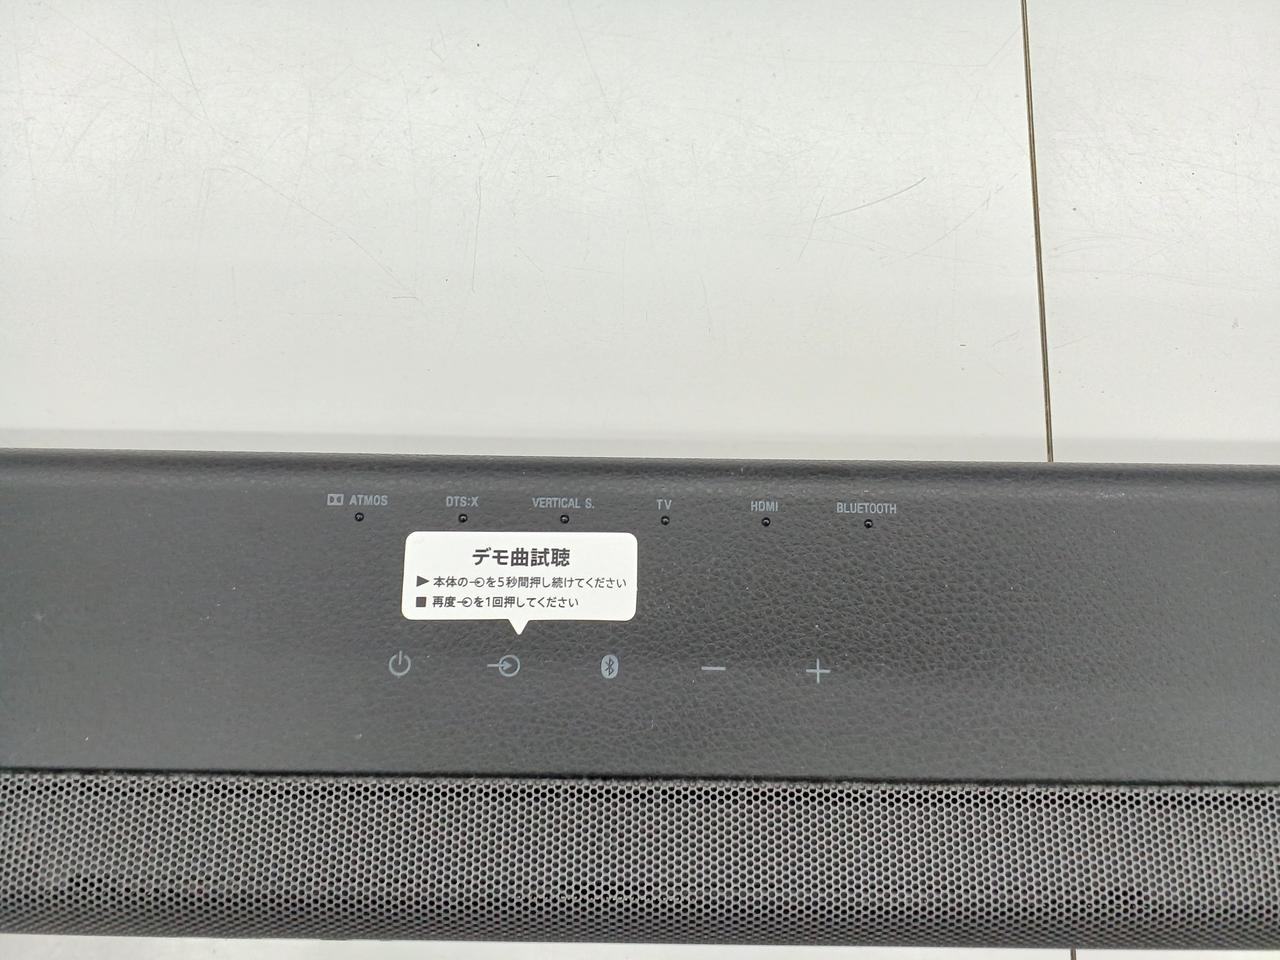 ATMOS
DTS:X
VERTICAL S.
TV
HDMI
BLUETOOTH
デモ曲試聴
▶ 本体のを5秒間押し続けてください
■ 再度を1回押してください